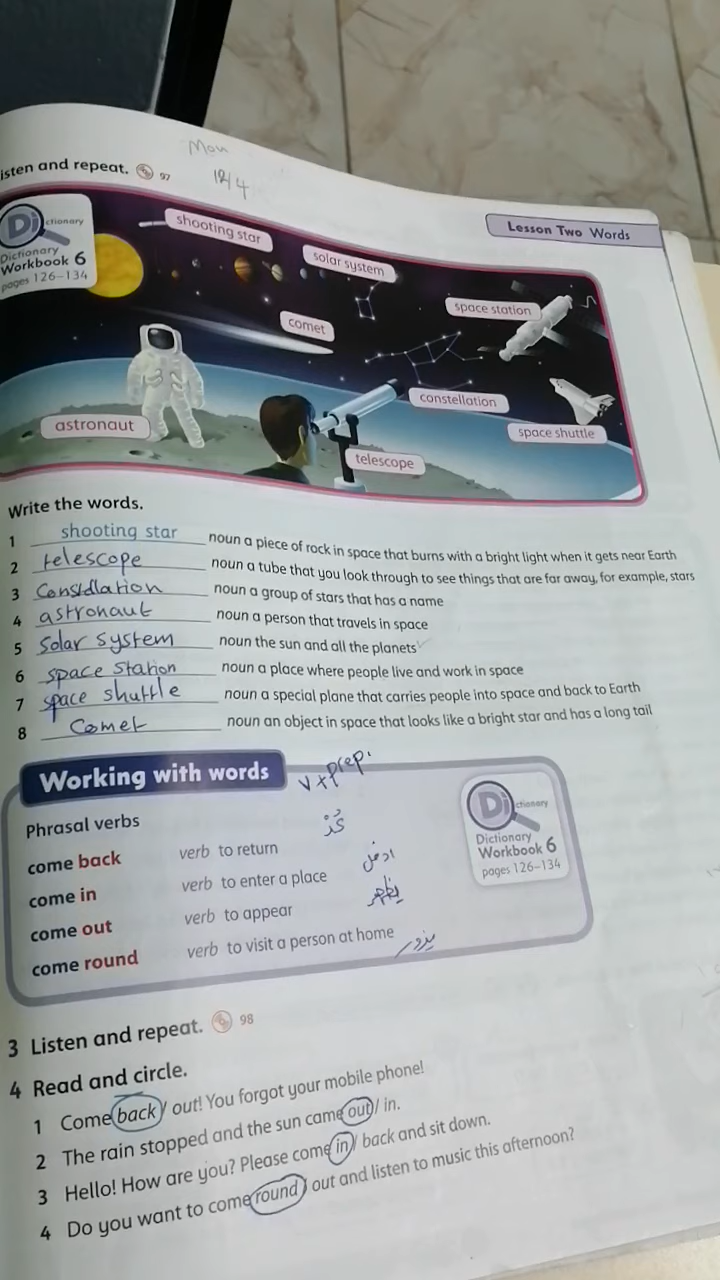 Mon
12/4
isten and repeat. 97
Lesson Two Words
Dictionary
Dictionary
Workbook 6
pages 126–134
shooting star
solar system
space station
comet
constellation
astronaut
space shuttle
telescope
Write the words.
1 shooting star noun a piece of rock in space that burns with a bright light when it gets near Earth
2 telescope noun a tube that you look through to see things that are far away, for example, stars
3 Constellation noun a group of stars that has a name
4 astronaut noun a person that travels in space
5 Solar system noun the sun and all the planets
6 space station noun a place where people live and work in space
7 space shuttle noun a special plane that carries people into space and back to Earth
8 Comet noun an object in space that looks like a bright star and has a long tail
Working with words
V + prep.
Phrasal verbs
come back verb to return
come in verb to enter a place ادخل
come out verb to appear يظهر
come round verb to visit a person at home يزور
Dictionary
Dictionary
Workbook 6
pages 126–134
3 Listen and repeat. 98
4 Read and circle.
1 Come back / out! You forgot your mobile phone!
2 The rain stopped and the sun came out / in.
3 Hello! How are you? Please come in / back and sit down.
4 Do you want to come round / out and listen to music this afternoon?